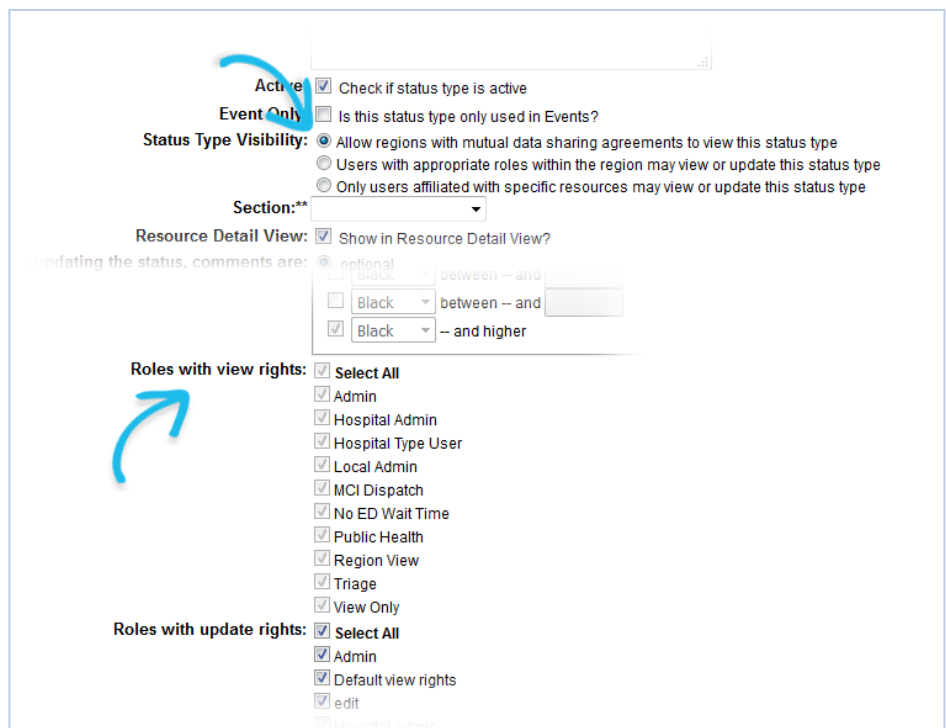 Active: Check if status type is active
Event Only: Is this status type only used in Events?
Status Type Visibility: Allow regions with mutual data sharing agreements to view this status type
Users with appropriate roles within the region may view or update this status type
Only users affiliated with specific resources may view or update this status type
Section:**
Resource Detail View: Show in Resource Detail View?
updating the status, comments are: optional
Black between -- and
Black between -- and
Black -- and higher
Roles with view rights: Select All
Admin
Hospital Admin
Hospital Type User
Local Admin
MCI Dispatch
No ED Wait Time
Public Health
Region View
Triage
View Only
Roles with update rights: Select All
Admin
Default view rights
edit
Hospital Admin